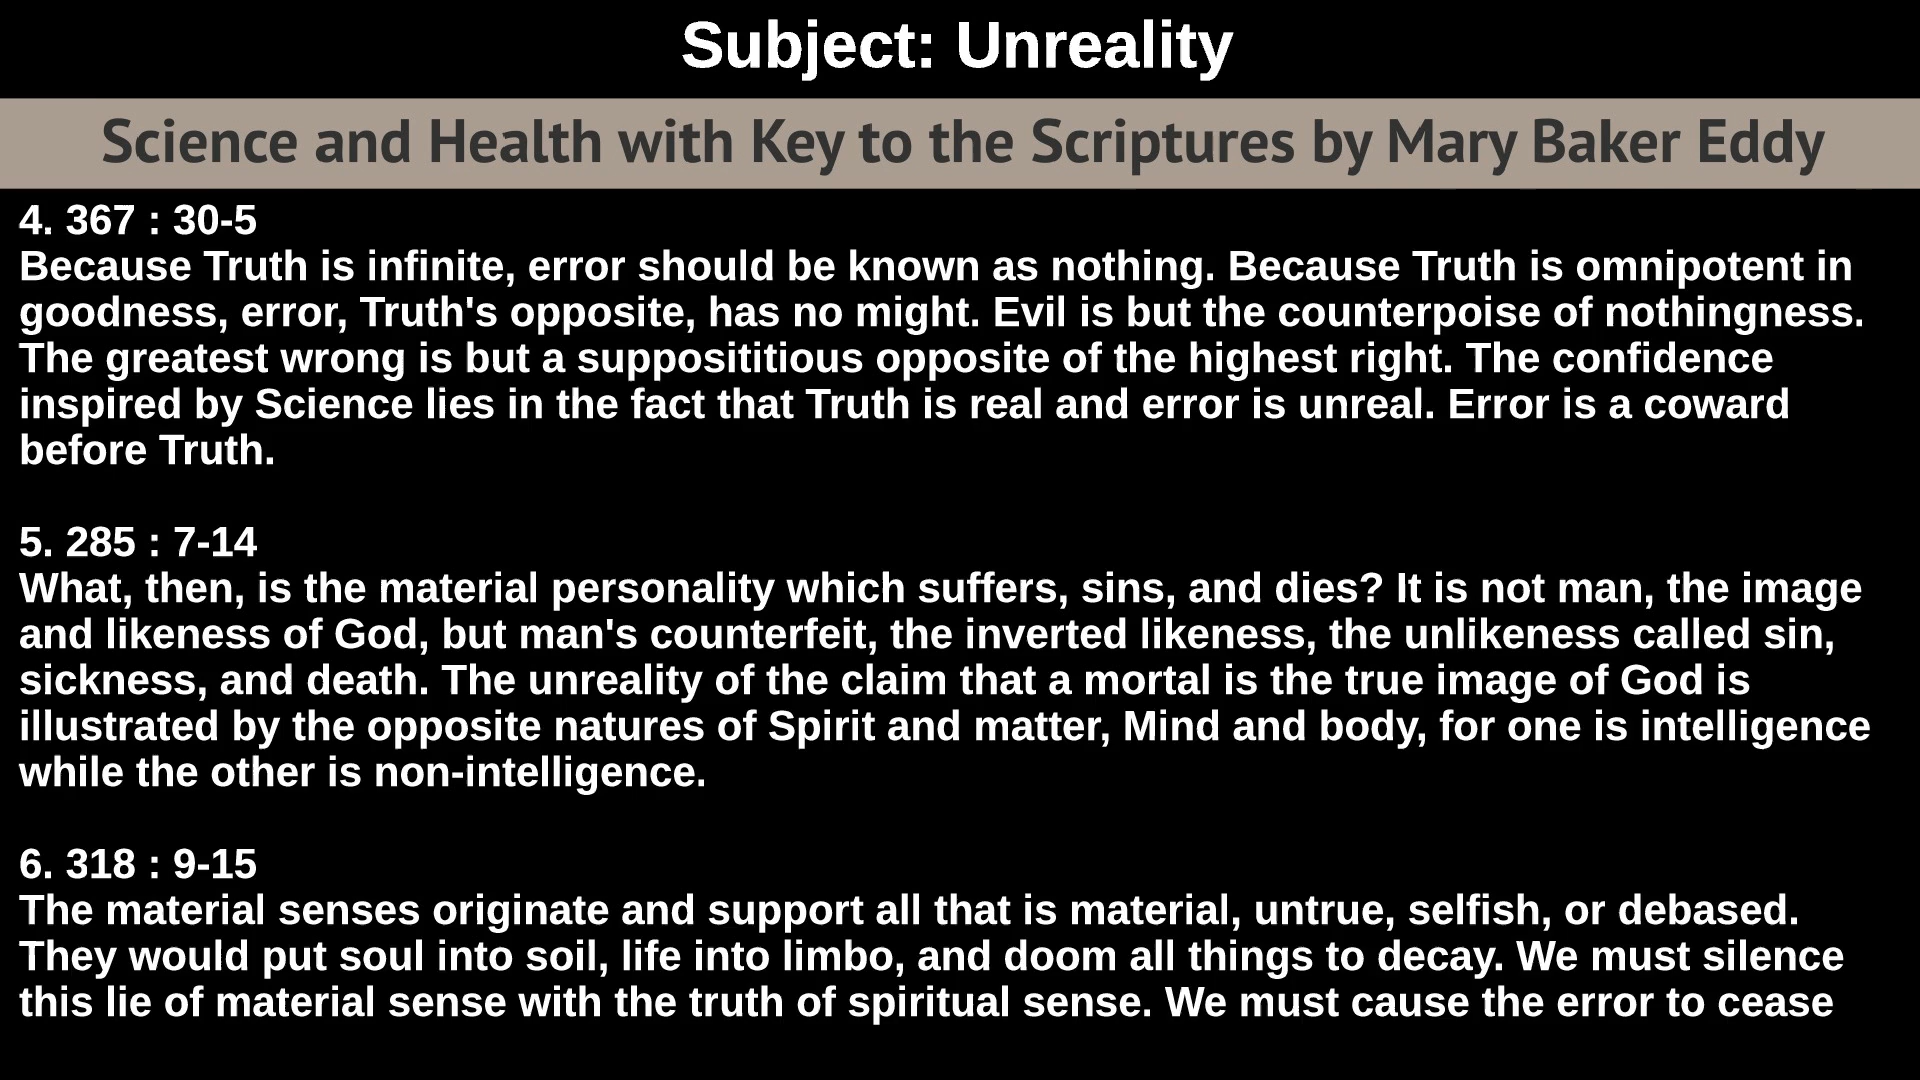 Subject: Unreality
Science and Health with Key to the Scriptures by Mary Baker Eddy
4. 367 : 30-5
Because Truth is infinite, error should be known as nothing. Because Truth is omnipotent in
goodness, error, Truth's opposite, has no might. Evil is but the counterpoise of nothingness.
The greatest wrong is but a supposititious opposite of the highest right. The confidence
inspired by Science lies in the fact that Truth is real and error is unreal. Error is a coward
before Truth.
5. 285 : 7-14
What, then, is the material personality which suffers, sins, and dies? It is not man, the image
and likeness of God, but man's counterfeit, the inverted likeness, the unlikeness called sin,
sickness, and death. The unreality of the claim that a mortal is the true image of God is
illustrated by the opposite natures of Spirit and matter, Mind and body, for one is intelligence
while the other is non-intelligence.
6. 318 : 9-15
The material senses originate and support all that is material, untrue, selfish, or debased.
They would put soul into soil, life into limbo, and doom all things to decay. We must silence
this lie of material sense with the truth of spiritual sense. We must cause the error to cease